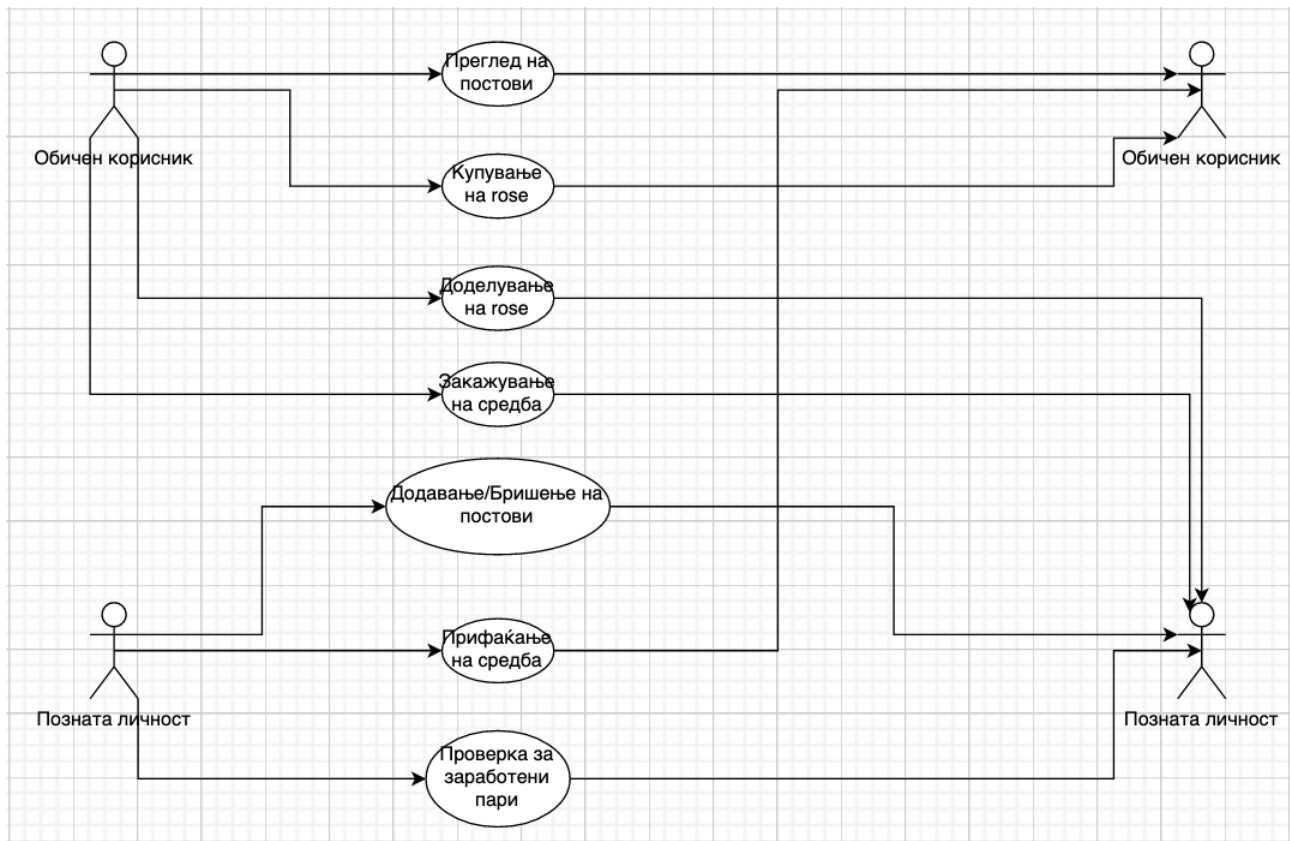 Преглед на
постови
Обичен корисник
Обичен корисник
Купување
на rose
Доделување
на rose
Закажување
на средба
Додавање/Бришење на
постови
Прифаќање
на средба
Позната личност
Позната личност
Проверка за
заработени
пари